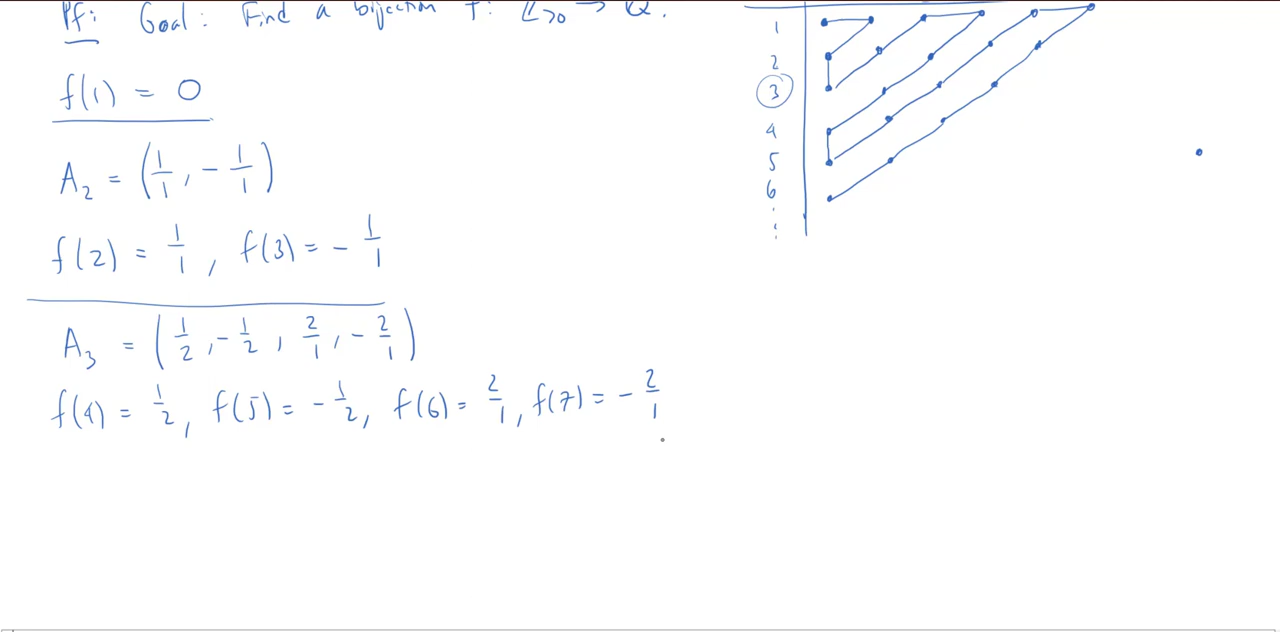 Pf: Goal: Find a bijection f: ℤ>0 → ℚ.
f(1) = 0
A₂ = (1/1, -1/1)
f(2) = 1/1, f(3) = -1/1
A₃ = (1/2, -1/2, 2/1, -2/1)
f(4) = 1/2, f(5) = -1/2, f(6) = 2/1, f(7) = -2/1
1
2
3
4
5
6
⋮